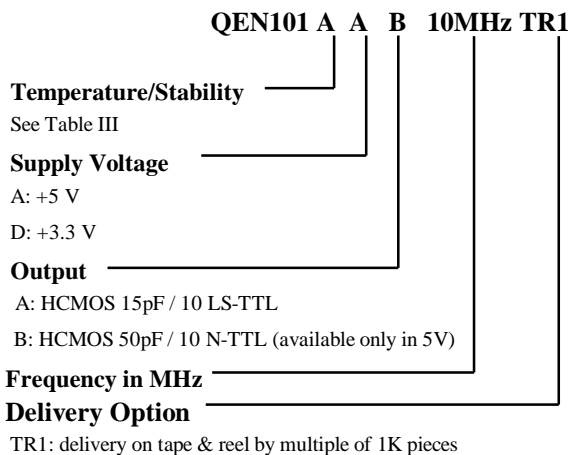 QEN101 A A B 10MHz TR1
Temperature/Stability
See Table III
Supply Voltage
A: +5 V
D: +3.3 V
Output
A: HCMOS 15pF / 10 LS-TTL
B: HCMOS 50pF / 10 N-TTL (available only in 5V)
Frequency in MHz
Delivery Option
TR1: delivery on tape & reel by multiple of 1K pieces